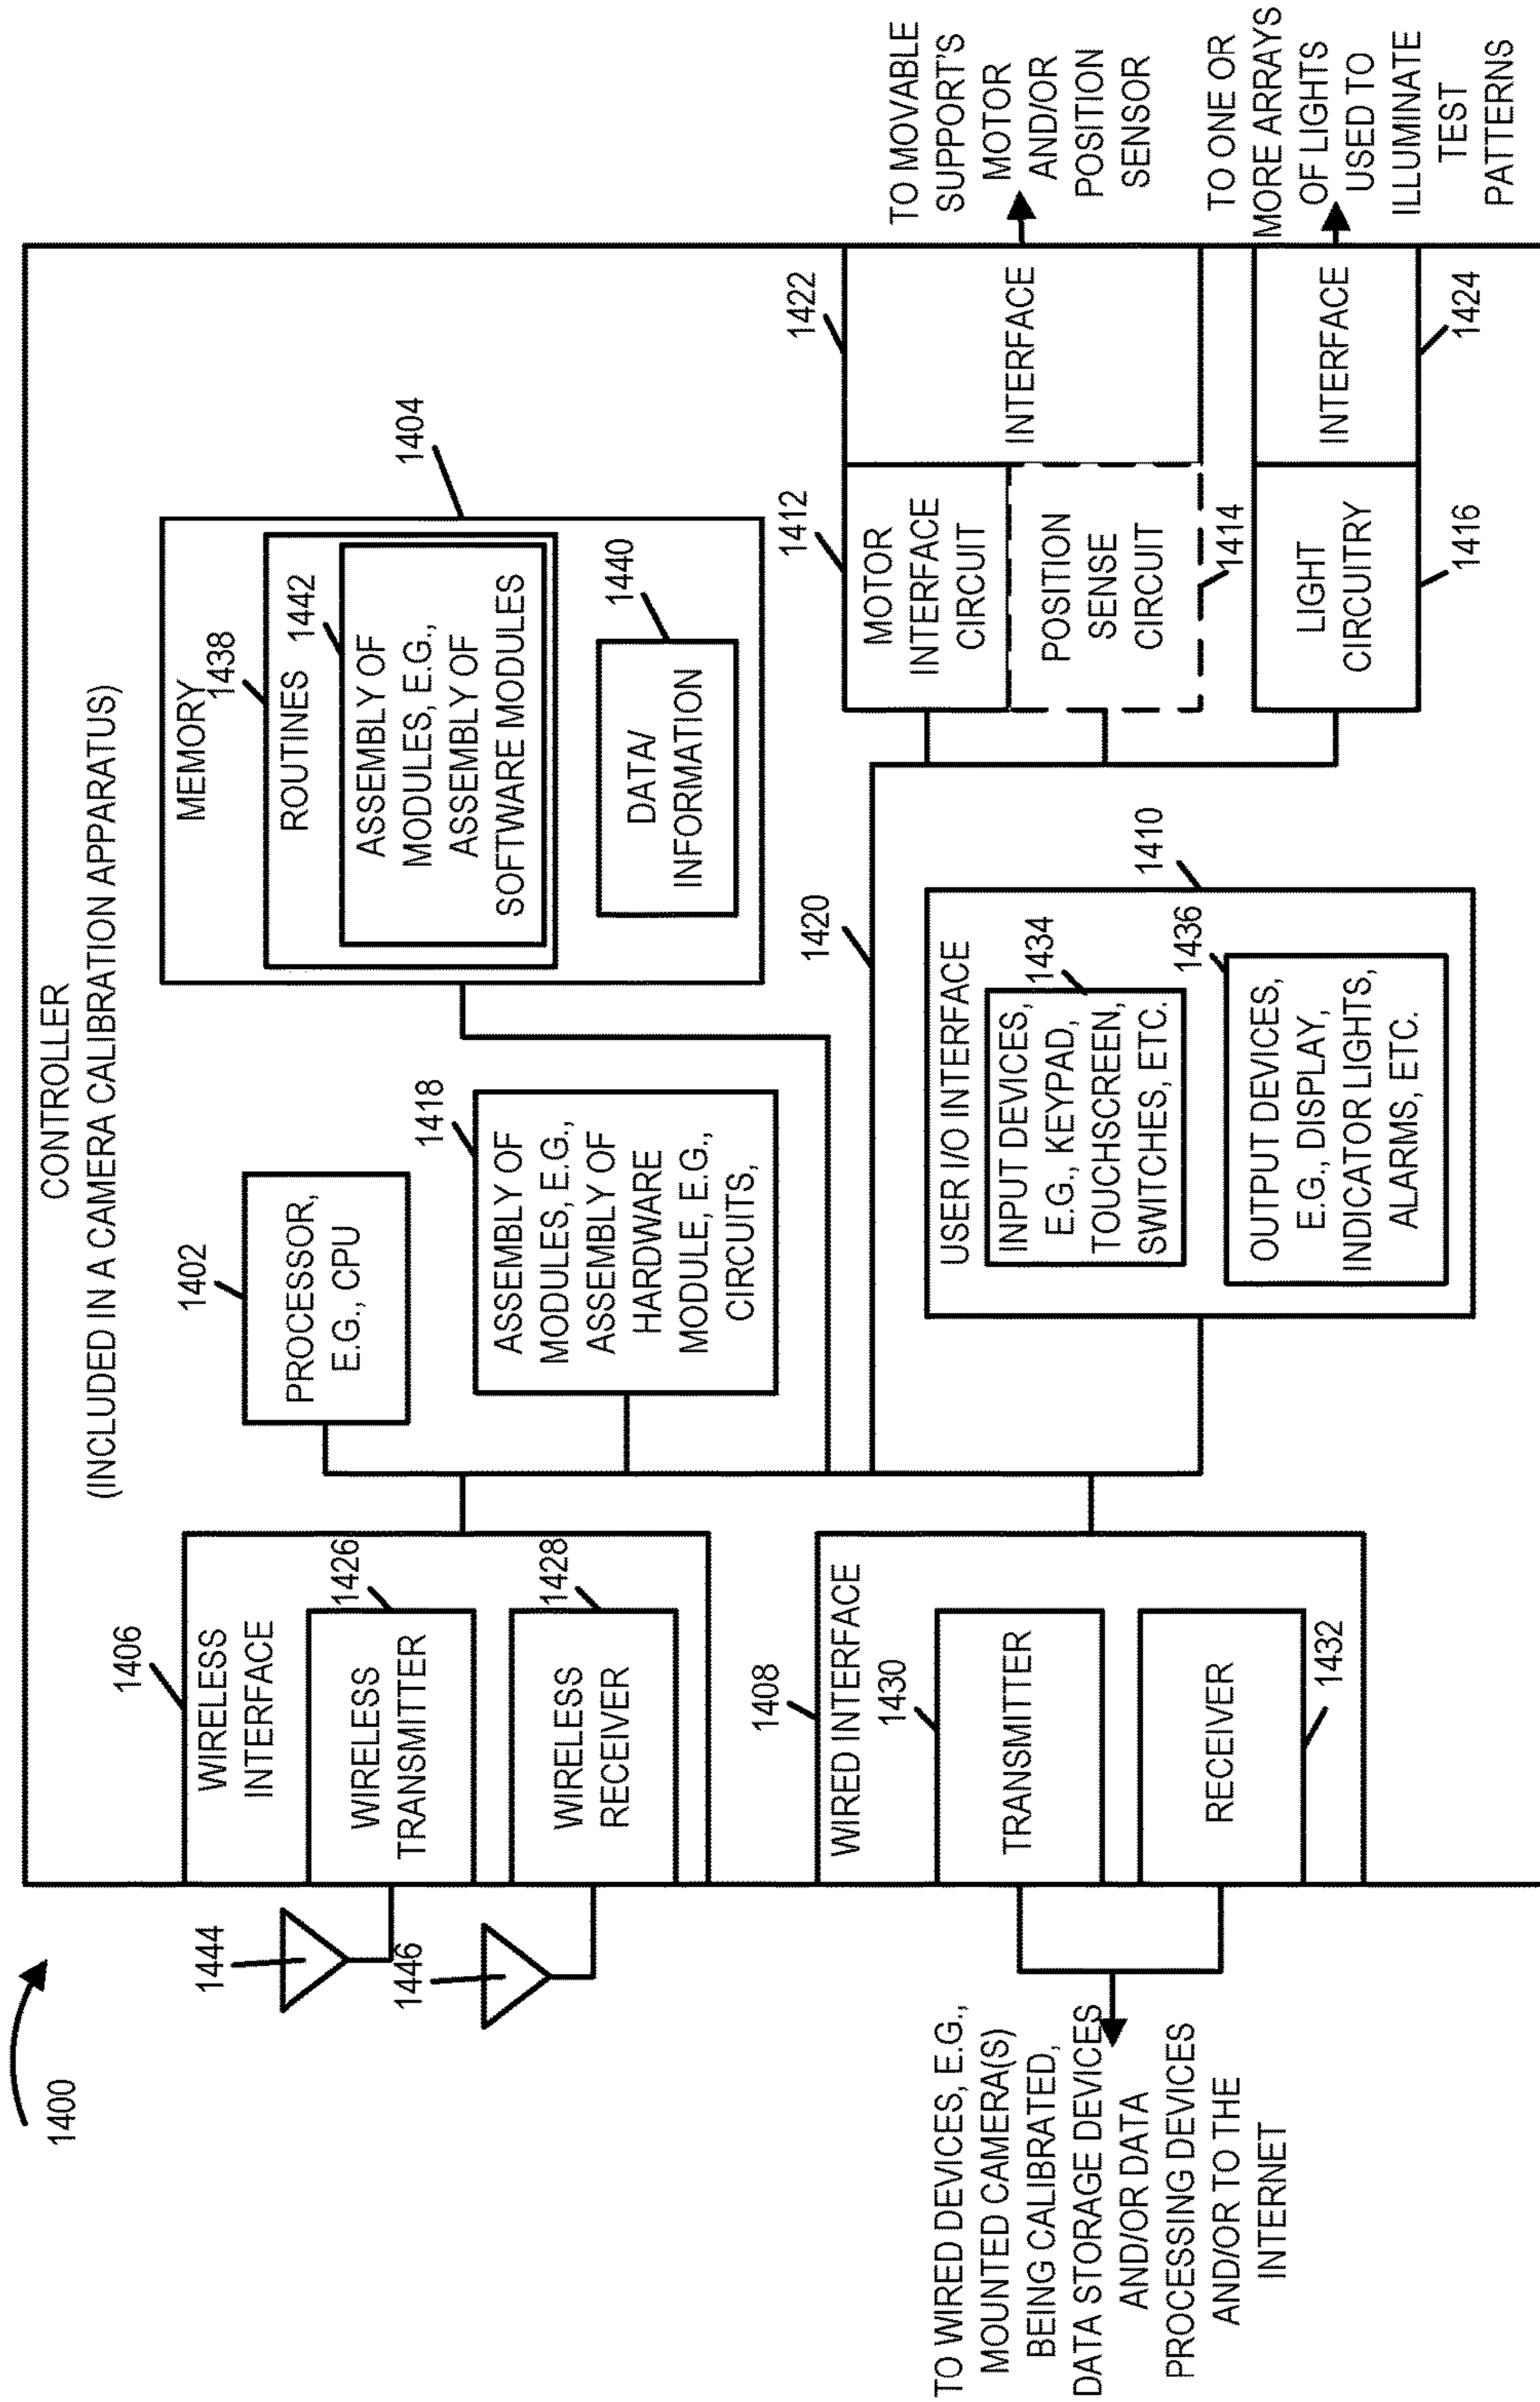 1400
CONTROLLER
(INCLUDED IN A CAMERA CALIBRATION APPARATUS)
1444
1446
1406
WIRELESS
INTERFACE
1426
WIRELESS
TRANSMITTER
1428
WIRELESS
RECEIVER
1408
WIRED INTERFACE
1430
TRANSMITTER
RECEIVER
1432
TO WIRED DEVICES, E.G.,
MOUNTED CAMERA(S)
BEING CALIBRATED,
DATA STORAGE DEVICES
AND/OR DATA
PROCESSING DEVICES
AND/OR TO THE
INTERNET
1402
PROCESSOR,
E.G., CPU
1418
ASSEMBLY OF
MODULES, E.G.,
ASSEMBLY OF
HARDWARE
MODULE, E.G.,
CIRCUITS,
MEMORY
1438
1404
ROUTINES
1442
ASSEMBLY OF
MODULES, E.G.,
ASSEMBLY OF
SOFTWARE MODULES
1440
DATA/
INFORMATION
1420
1410
USER I/O INTERFACE
1434
INPUT DEVICES,
E.G., KEYPAD,
TOUCHSCREEN,
SWITCHES, ETC.
1436
OUTPUT DEVICES,
E.G., DISPLAY,
INDICATOR LIGHTS,
ALARMS, ETC.
1412
MOTOR
INTERFACE
CIRCUIT
POSITION
SENSE
CIRCUIT
1414
LIGHT
CIRCUITRY
1416
1422
INTERFACE
INTERFACE
1424
TO MOVABLE
SUPPORT'S
MOTOR
AND/OR
POSITION
SENSOR
TO ONE OR
MORE ARRAYS
OF LIGHTS
USED TO
ILLUMINATE
TEST
PATTERNS